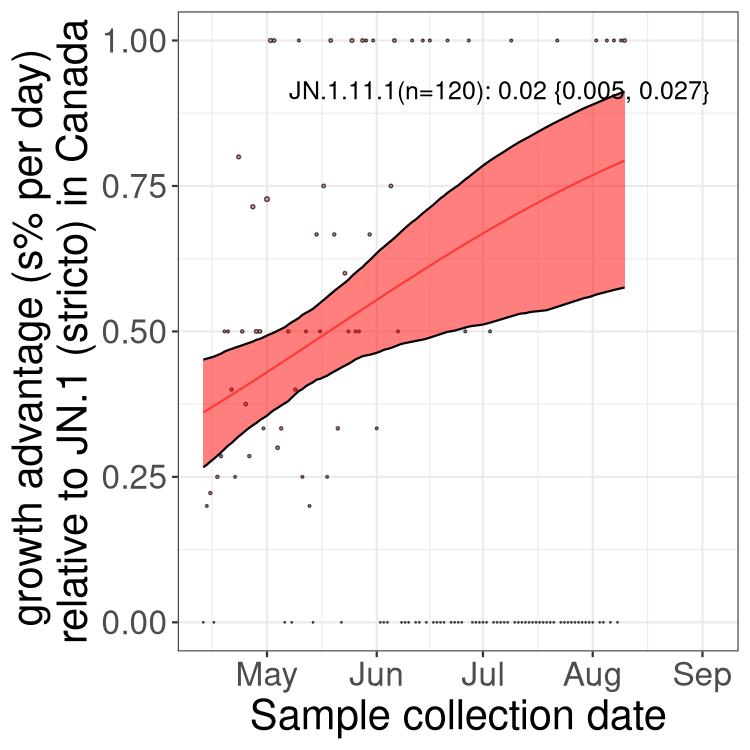 growth advantage (s% per day)
relative to JN.1 (stricto) in Canada
1.00
0.75
0.50
0.25
0.00
JN.1.11.1(n=120): 0.02 {0.005, 0.027}
May Jun Jul Aug Sep
Sample collection date